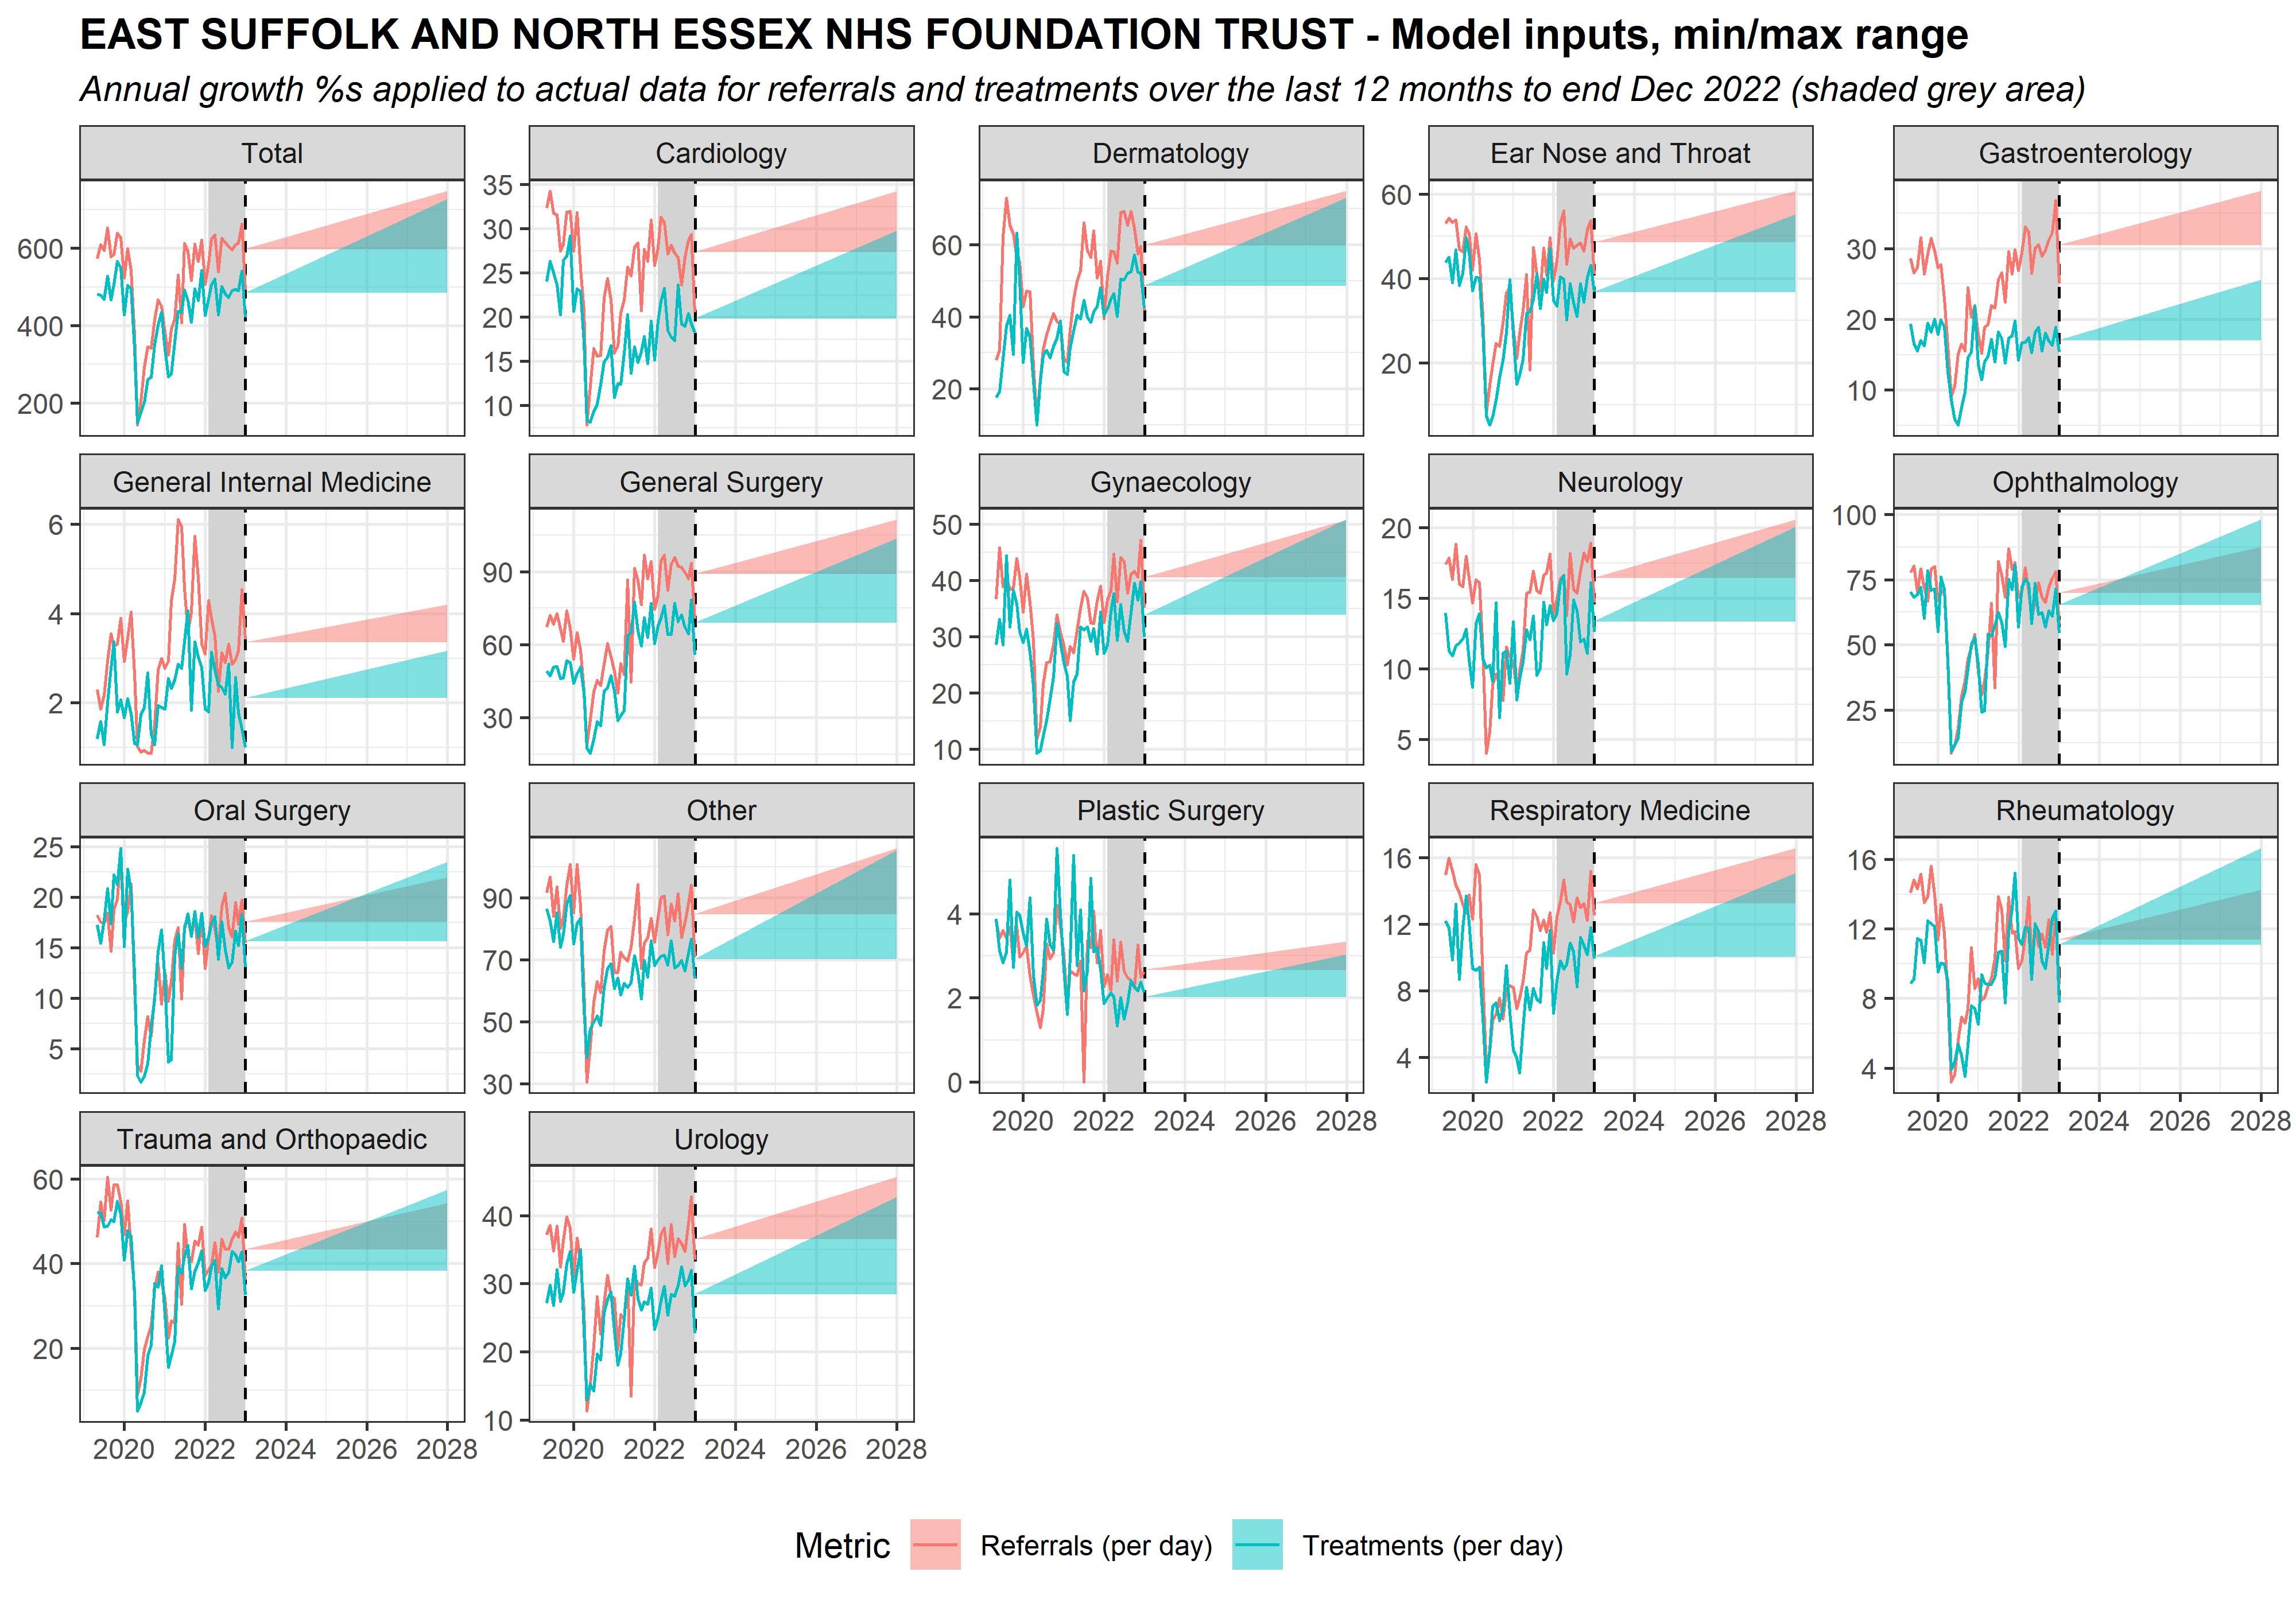 EAST SUFFOLK AND NORTH ESSEX NHS FOUNDATION TRUST - Model inputs, min/max range
Annual growth %s applied to actual data for referrals and treatments over the last 12 months to end Dec 2022 (shaded grey area)
Total
600
400
200
Cardiology
35
30
25
20
15
10
Dermatology
60
40
20
Ear Nose and Throat
60
40
20
Gastroenterology
30
20
10
General Internal Medicine
6
4
2
General Surgery
90
60
30
Gynaecology
50
40
30
20
10
Neurology
20
15
10
5
Ophthalmology
100
75
50
25
Oral Surgery
25
20
15
10
5
Other
90
70
50
30
Plastic Surgery
4
2
0
2020 2022 2024 2026 2028
Respiratory Medicine
16
12
8
4
2020 2022 2024 2026 2028
Rheumatology
16
12
8
4
2020 2022 2024 2026 2028
Trauma and Orthopaedic
60
40
20
2020 2022 2024 2026 2028
Urology
40
30
20
10
2020 2022 2024 2026 2028
Metric Referrals (per day) Treatments (per day)